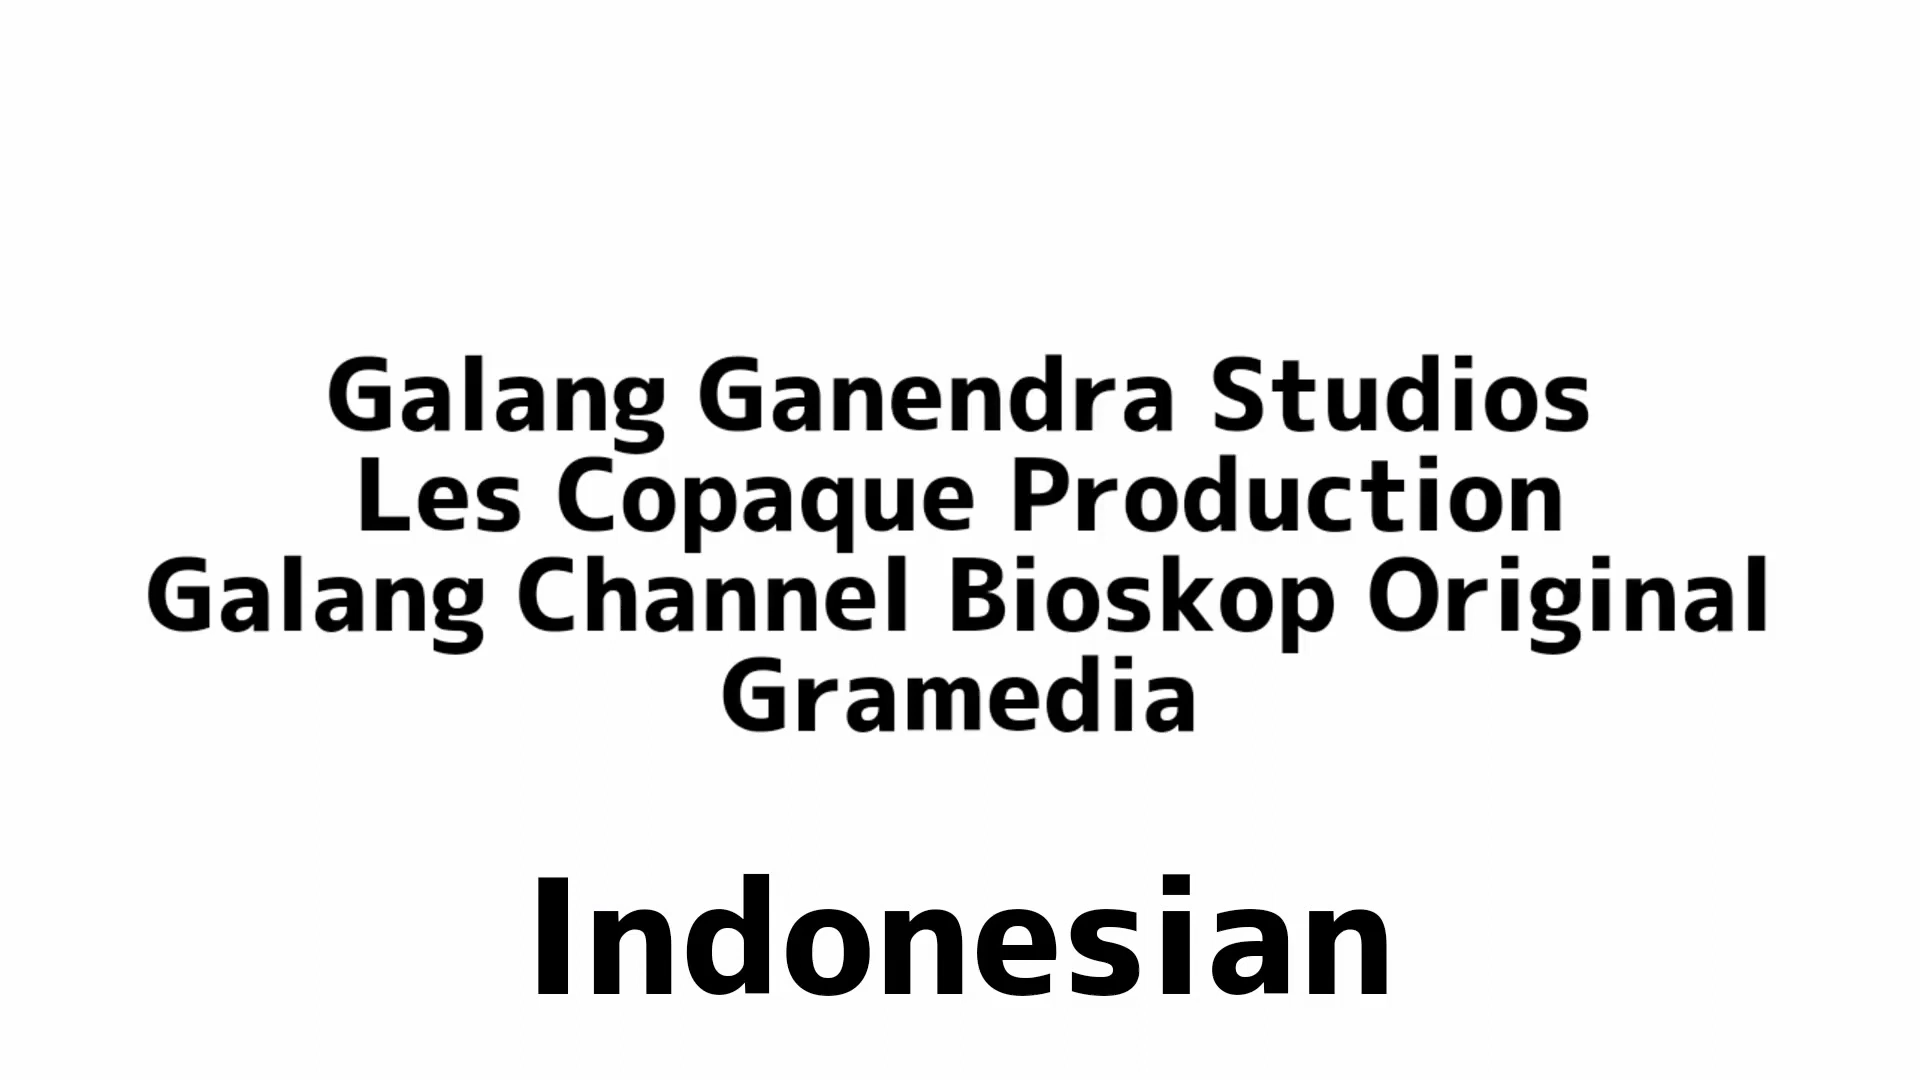 Galang Ganendra Studios
Les Copaque Production
Galang Channel Bioskop Original
Gramedia
Indonesian